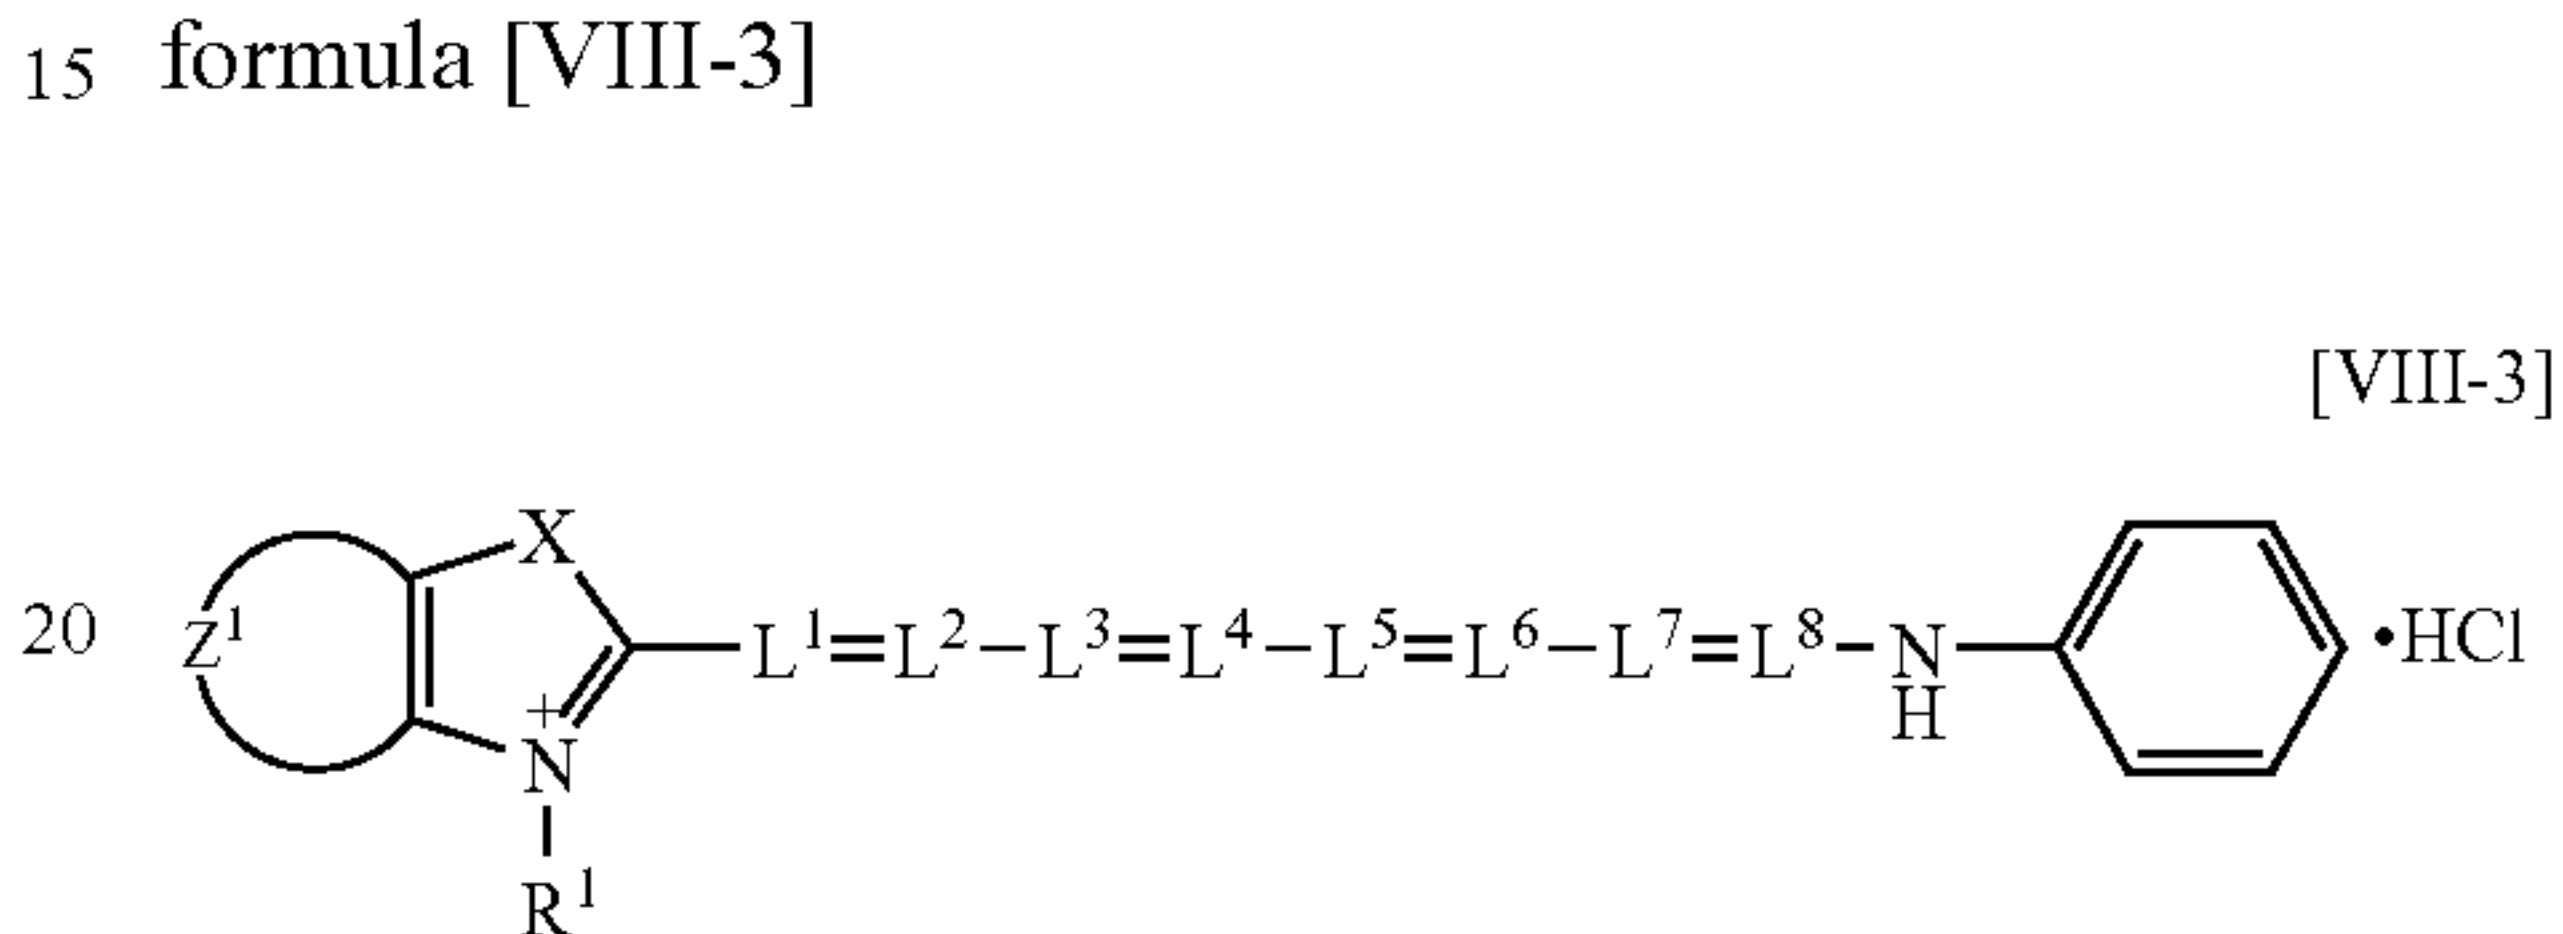 15 formula [VIII-3]
[VIII-3]
X
20 Z¹ L¹=L²–L³=L⁴–L⁵=L⁶–L⁷=L⁸–N •HCl
H
+
N
R¹